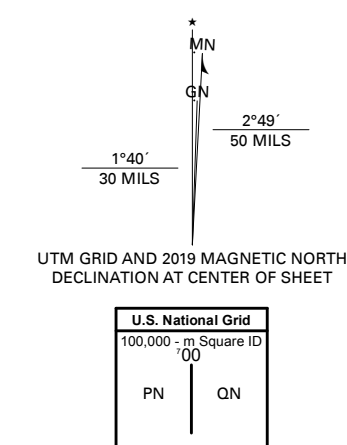 ★
MN
GN
2°49´
50 MILS
1°40´
30 MILS
UTM GRID AND 2019 MAGNETIC NORTH
DECLINATION AT CENTER OF SHEET
U.S. National Grid
100,000 - m Square ID
⁷00
PN QN